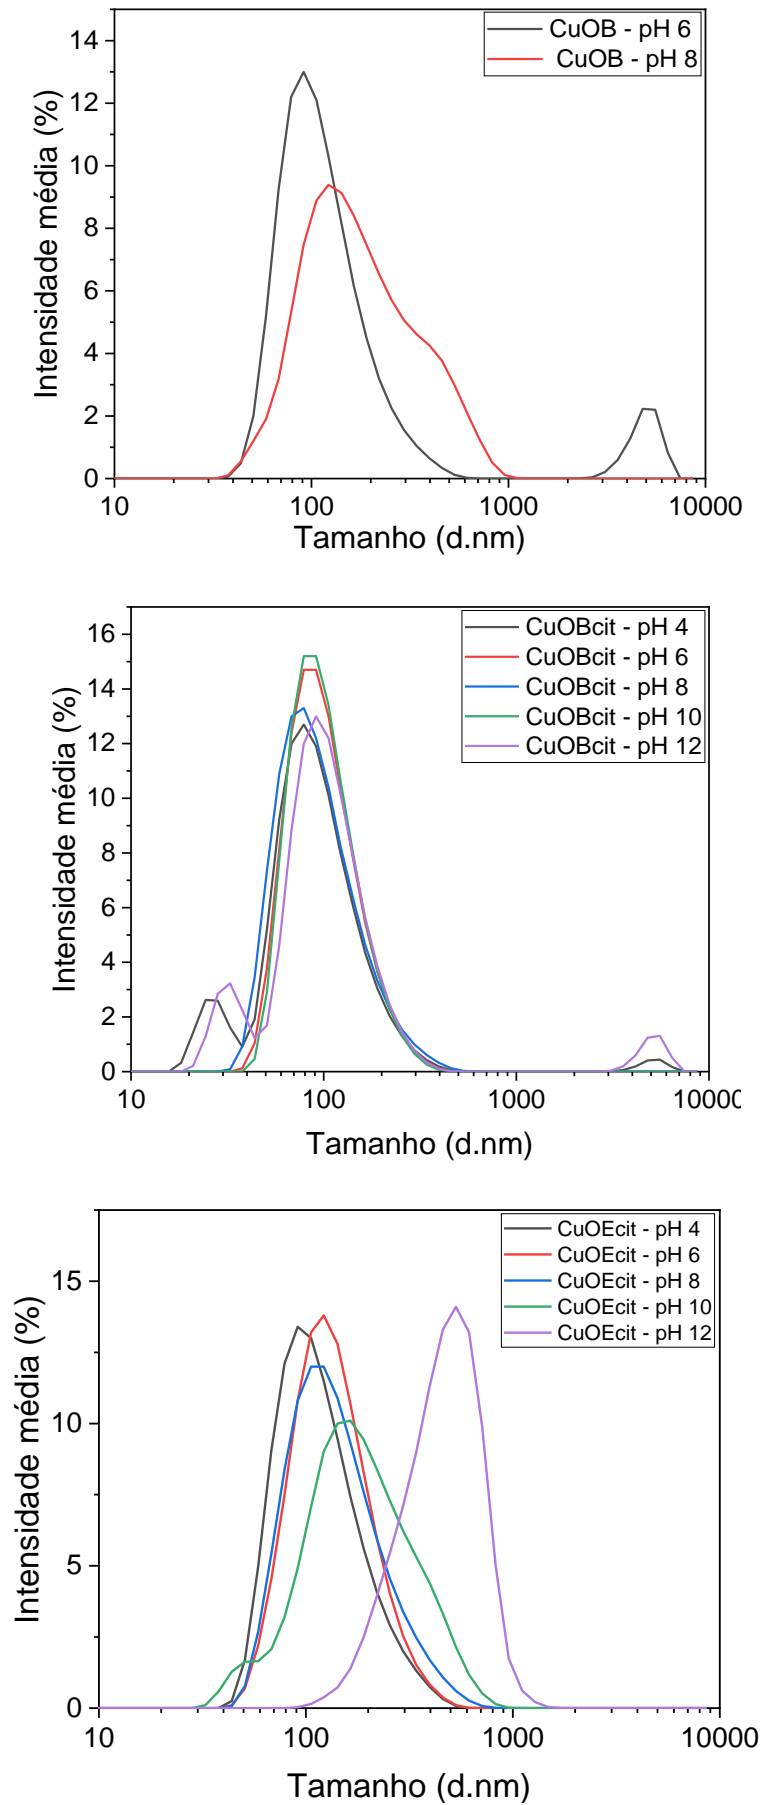 CuOB - pH 6
CuOB - pH 8
Intensidade média (%)
14
12
10
8
6
4
2
0
10 100 1000 10000
Tamanho (d.nm)
CuOBcit - pH 4
CuOBcit - pH 6
CuOBcit - pH 8
CuOBcit - pH 10
CuOBcit - pH 12
Intensidade média (%)
16
14
12
10
8
6
4
2
0
10 100 1000 10000
Tamanho (d.nm)
CuOEcit - pH 4
CuOEcit - pH 6
CuOEcit - pH 8
CuOEcit - pH 10
CuOEcit - pH 12
Intensidade média (%)
15
10
5
0
10 100 1000 10000
Tamanho (d.nm)